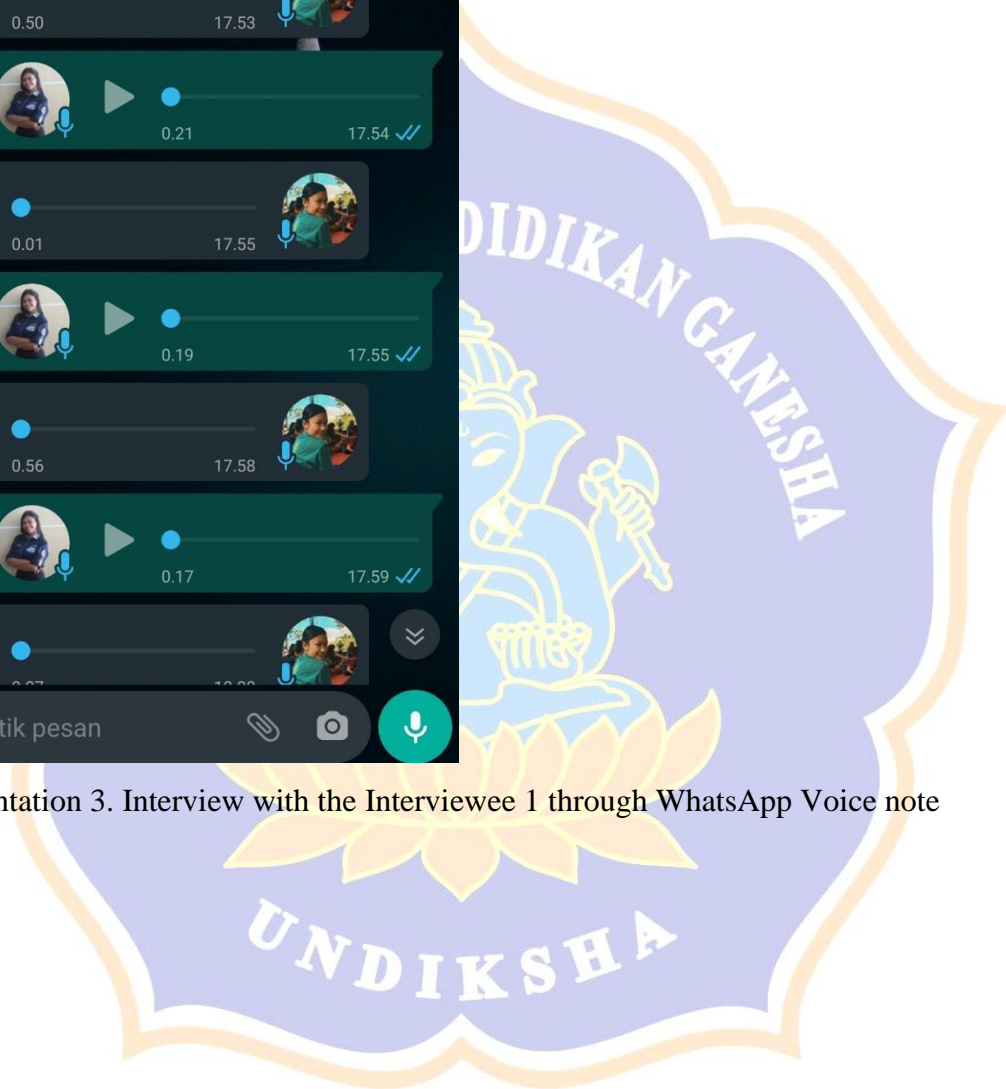 0.50 17.53
0.21 17.54
0.01 17.55
0.19 17.55
0.56 17.58
0.17 17.59
tik pesan
DIDIKAN GANESHA
ntation 3. Interview with the Interviewee 1 through WhatsApp Voice note
UNDIKSHA